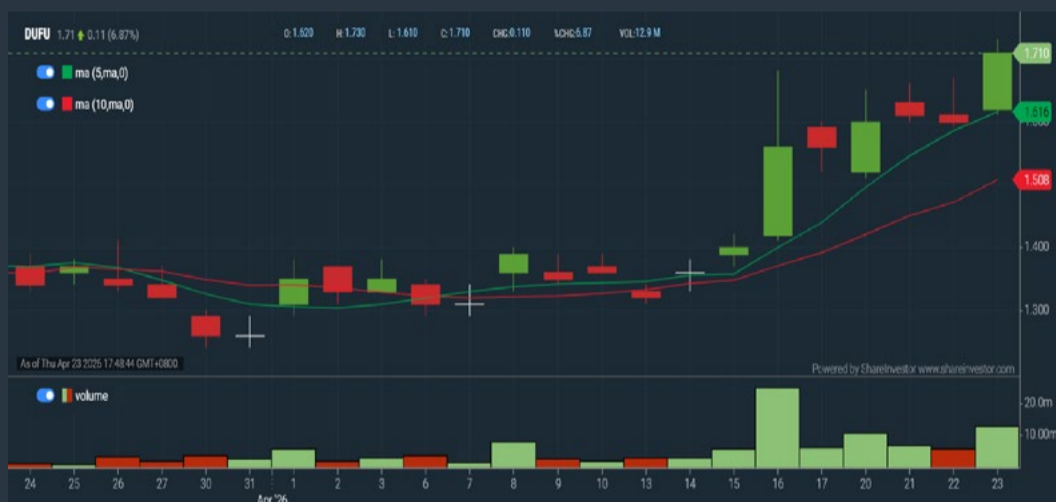 DUFU 1.71 0.11 (6.87%) O: 1.620 H: 1.730 L: 1.610 C: 1.710 CHG:0.110 %CHG:6.87 VOL:12.9 M
ma (5,ma,0)
ma (10,ma,0)
1.710
1.616
1.508
1.400
1.300
As of Thu Apr 23 2026 17:48:44 GMT+0800
Powered by ShareInvestor www.shareinvestor.com
volume
20.0m
10.00m
24 25 26 27 30 31 1 2 3 6 7 8 9 10 13 14 15 16 17 20 21 22 23
Apr '26